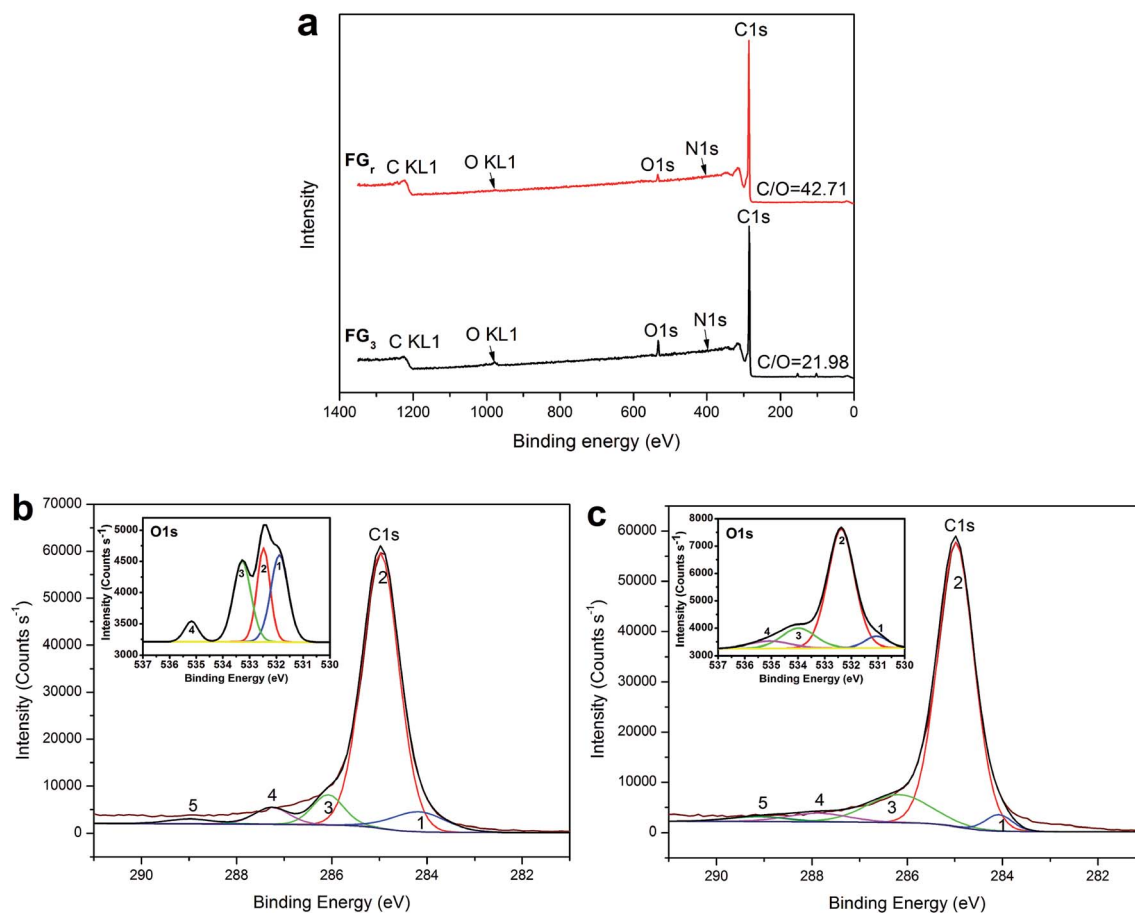 a
C1s
FGr C KL1
O KL1
O1s
N1s
C/O=42.71
C1s
FG3 C KL1
O KL1
O1s
N1s
C/O=21.98
Intensity
1400 1200 1000 800 600 400 200 0
Binding energy (eV)
b
70000
60000
50000
40000
30000
20000
10000
0
Intensity (Counts s-1)
C1s
2
5
4
3
1
290 288 286 284 282
Binding Energy (eV)
O1s
5000
4500
4000
3500
3000
Intensity (Counts s-1)
4
3
2
1
537 536 535 534 533 532 531 530
Binding Energy (eV)
c
60000
50000
40000
30000
20000
10000
0
Intensity (Counts s-1)
C1s
2
5
4
3
1
290 288 286 284 282
Binding Energy (eV)
O1s
8000
7000
6000
5000
4000
3000
Intensity (Counts s-1)
4
3
2
1
537 536 535 534 533 532 531 530
Binding Energy (eV)